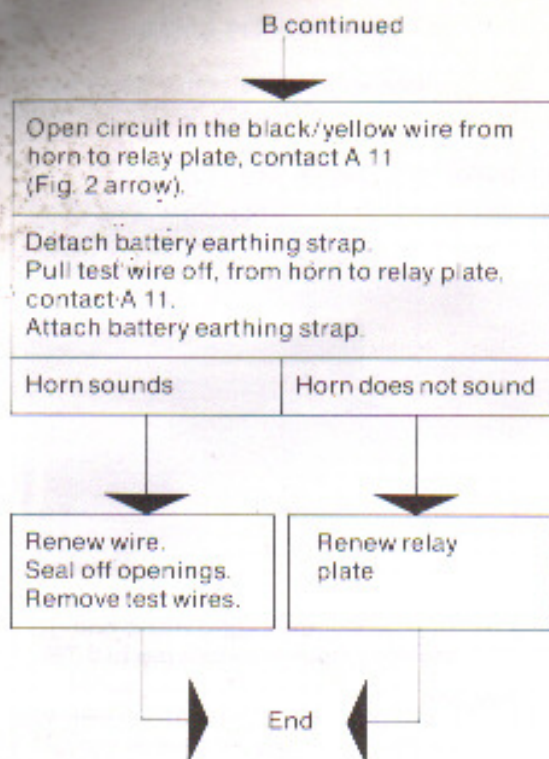 B continued
Open circuit in the black/yellow wire from
horn to relay plate, contact A 11
(Fig. 2 arrow).
Detach battery earthing strap.
Pull test wire off, from horn to relay plate,
contact A 11.
Attach battery earthing strap.
Horn sounds
Horn does not sound
Renew wire.
Seal off openings.
Remove test wires.
Renew relay
plate
End